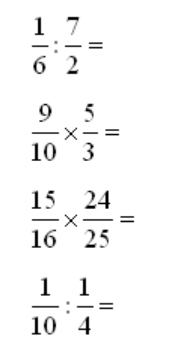 1/6 : 7/2 =
9/10 × 5/3 =
15/16 × 24/25 =
1/10 : 1/4 =